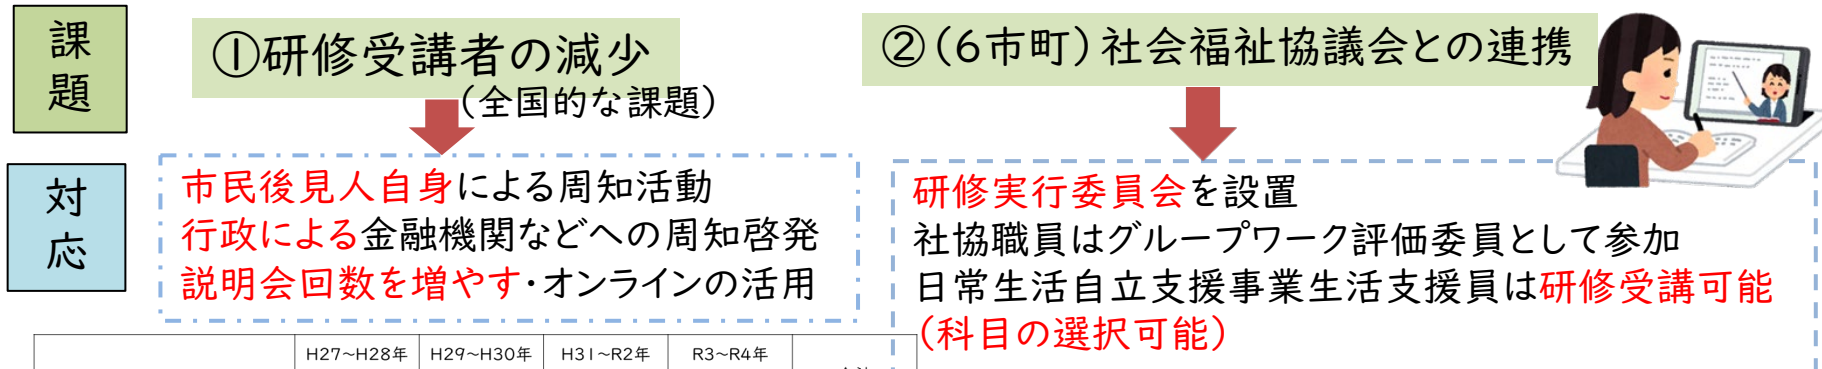 課題
①研修受講者の減少
(全国的な課題)
②(6市町)社会福祉協議会との連携
対応
市民後見人自身による周知活動
行政による金融機関などへの周知啓発
説明会回数を増やす・オンラインの活用
研修実行委員会を設置
社協職員はグループワーク評価委員として参加
日常生活自立支援事業生活支援員は研修受講可能
(科目の選択可能)
H27~H28年 H29~H30年 H31~R2年 R3~R4年